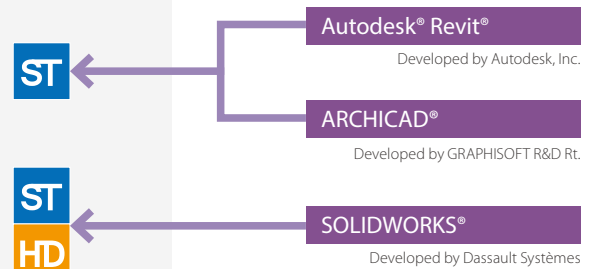 Autodesk® Revit®
Developed by Autodesk, Inc.
ST
ARCHICAD®
Developed by GRAPHISOFT R&D Rt.
ST
SOLIDWORKS®
HD
Developed by Dassault Systèmes